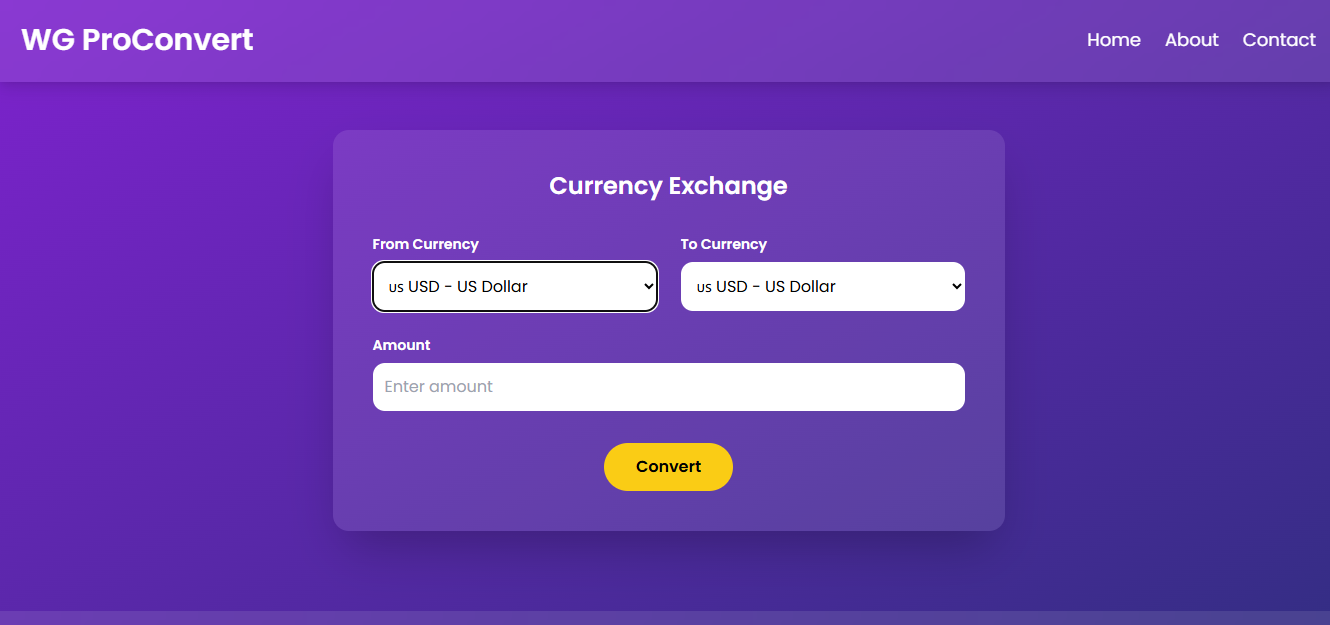 WG ProConvert
Home About Contact
Currency Exchange
From Currency To Currency
us USD - US Dollar us USD - US Dollar
Amount
Enter amount
Convert